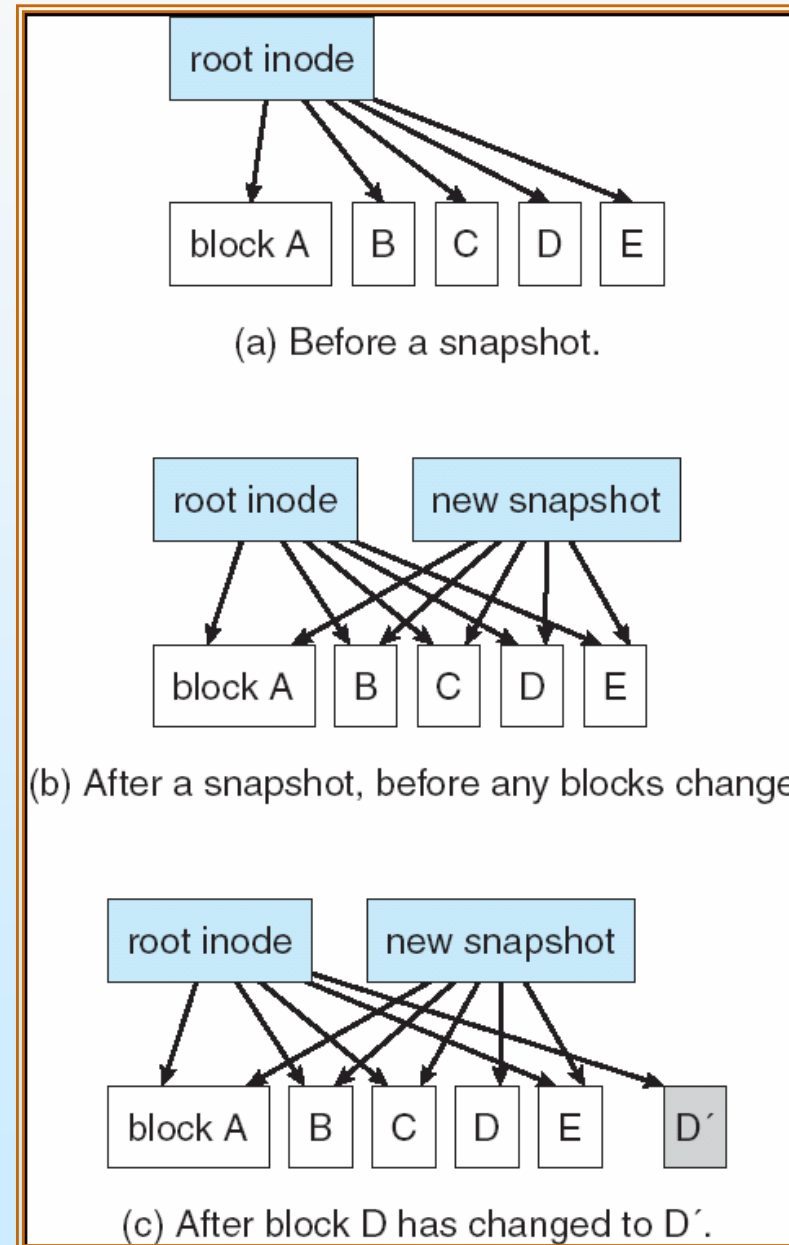 root inode
block A B C D E
(a) Before a snapshot.
root inode new snapshot
block A B C D E
(b) After a snapshot, before any blocks change
root inode new snapshot
block A B C D E D´
(c) After block D has changed to D´.